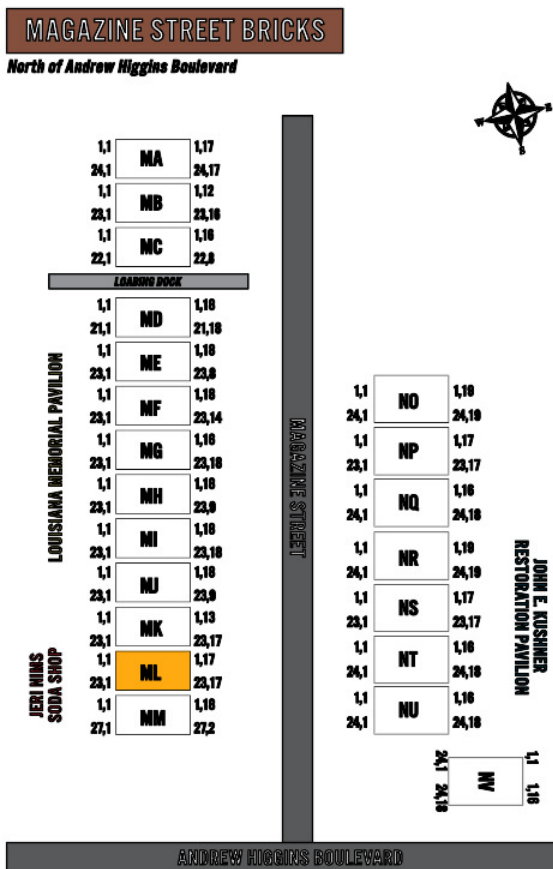 MAGAZINE STREET BRICKS
North of Andrew Higgins Boulevard
N
W
E
S
1,1 MA 1,17
24,1 24,17
1,1 MB 1,12
23,1 23,16
1,1 MC 1,16
22,1 22,8
LOADING DOCK
1,1 MD 1,18
21,1 21,18
1,1 ME 1,18
23,1 23,8
1,1 MF 1,18
23,1 23,14
1,1 MG 1,16
23,1 23,18
1,1 MH 1,18
23,1 23,9
1,1 MI 1,18
23,1 23,18
1,1 MJ 1,18
23,1 23,9
1,1 MK 1,13
23,1 23,17
1,1 ML 1,17
23,1 23,17
1,1 MM 1,18
27,1 27,2
LOUISIANA MEMORIAL PAVILION
JERI NIMS
SODA SHOP
MAGAZINE STREET
1,1 NO 1,19
24,1 24,19
1,1 NP 1,17
23,1 23,17
1,1 NQ 1,16
24,1 24,18
1,1 NR 1,19
24,1 24,19
1,1 NS 1,17
23,1 23,17
1,1 NT 1,16
24,1 24,18
1,1 NU 1,16
24,1 24,18
JOHN E. KUSHNER
RESTORATION PAVILION
24,1 NV 1,1
24,18 1,18
ANDREW HIGGINS BOULEVARD